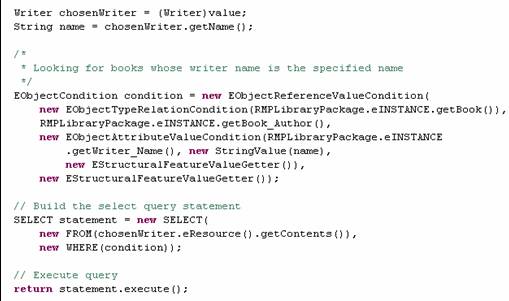 Writer chosenWriter = (Writer)value;
String name = chosenWriter.getName();
/*
 * Looking for books whose writer name is the specified name
 */
EObjectCondition condition = new EObjectReferenceValueCondition(
    new EObjectTypeRelationCondition(RMPLibraryPackage.eINSTANCE.getBook()),
    RMPLibraryPackage.eINSTANCE.getBook_Author(),
    new EObjectAttributeValueCondition(RMPLibraryPackage.eINSTANCE
        .getWriter_Name(), new StringValue(name),
        new EStructuralFeatureValueGetter()),
    new EStructuralFeatureValueGetter());
// Build the select query statement
SELECT statement = new SELECT(
    new FROM(chosenWriter.eResource().getContents()),
    new WHERE(condition));
// Execute query
return statement.execute();